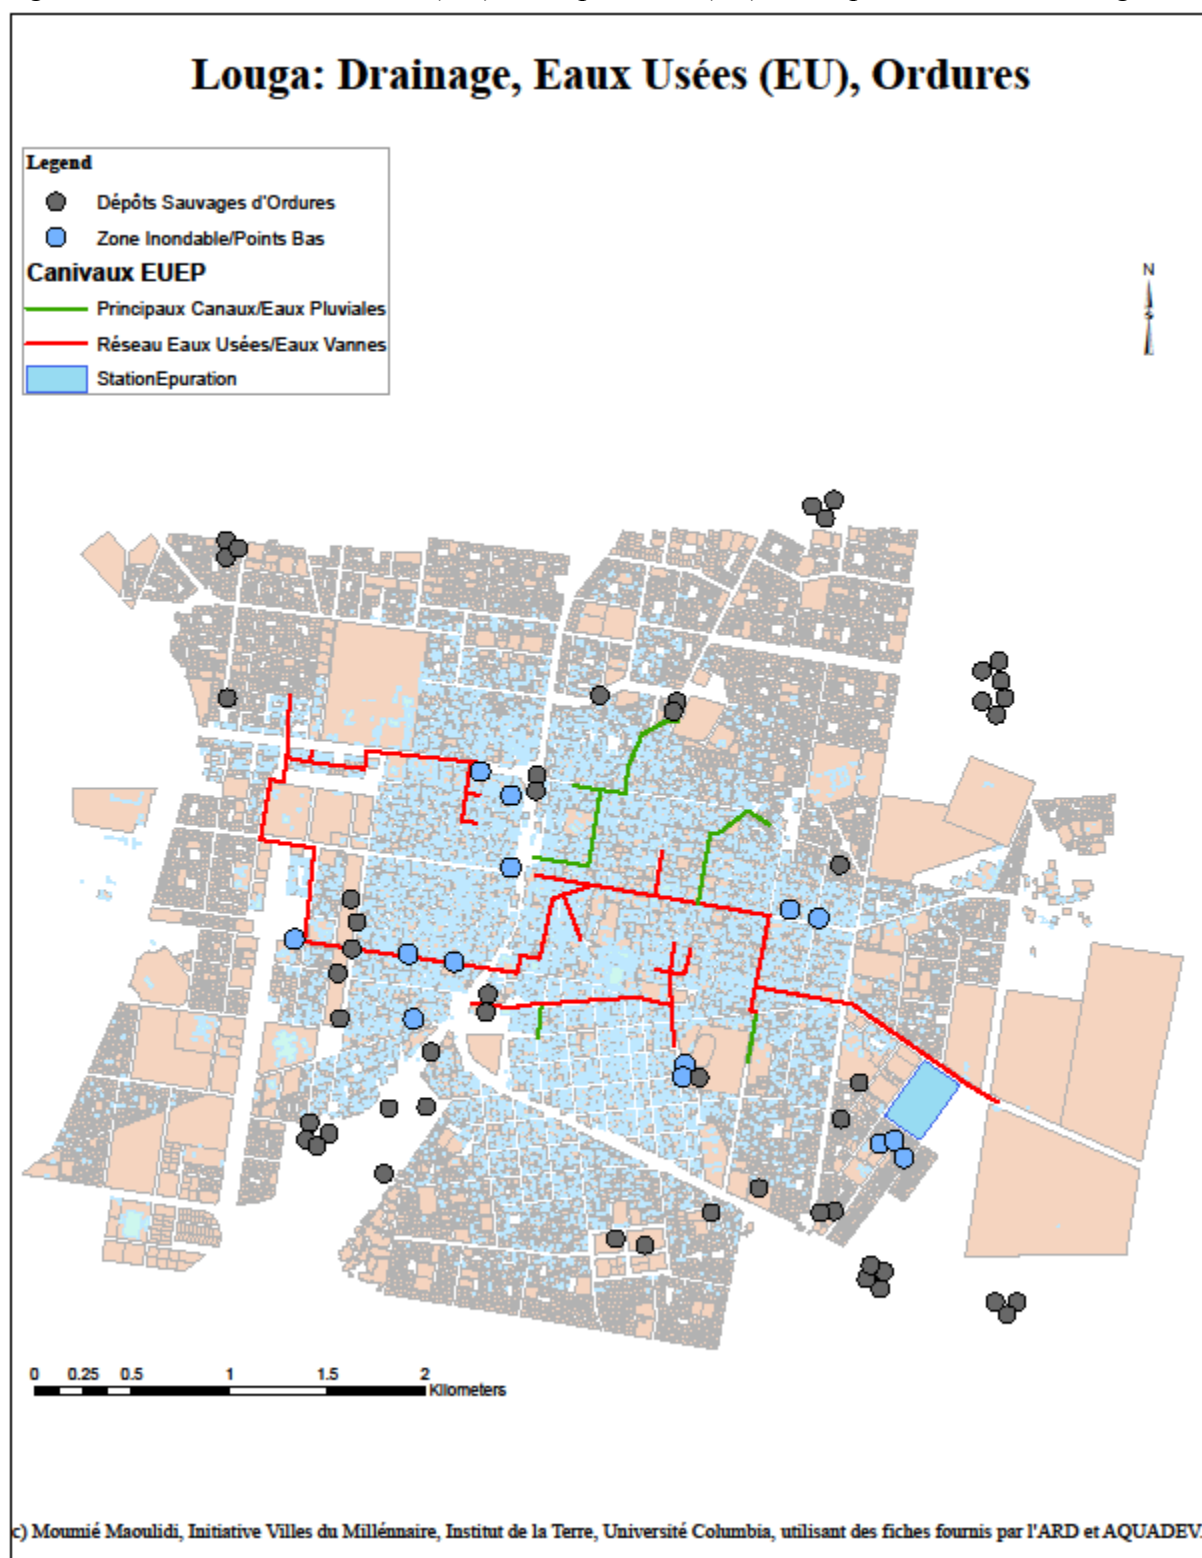 Louga: Drainage, Eaux Usées (EU), Ordures
Legend
Dépôts Sauvages d'Ordures
Zone Inondable/Points Bas
Canivaux EUEP
Principaux Canaux/Eaux Pluviales
Réseau Eaux Usées/Eaux Vannes
StationEpuration
N
0 0.25 0.5 1 1.5 2
Kilometers
c) Moumié Maoulidi, Initiative Villes du Millénnaire, Institut de la Terre, Université Columbia, utilisant des fiches fournis par l'ARD et AQUADEV